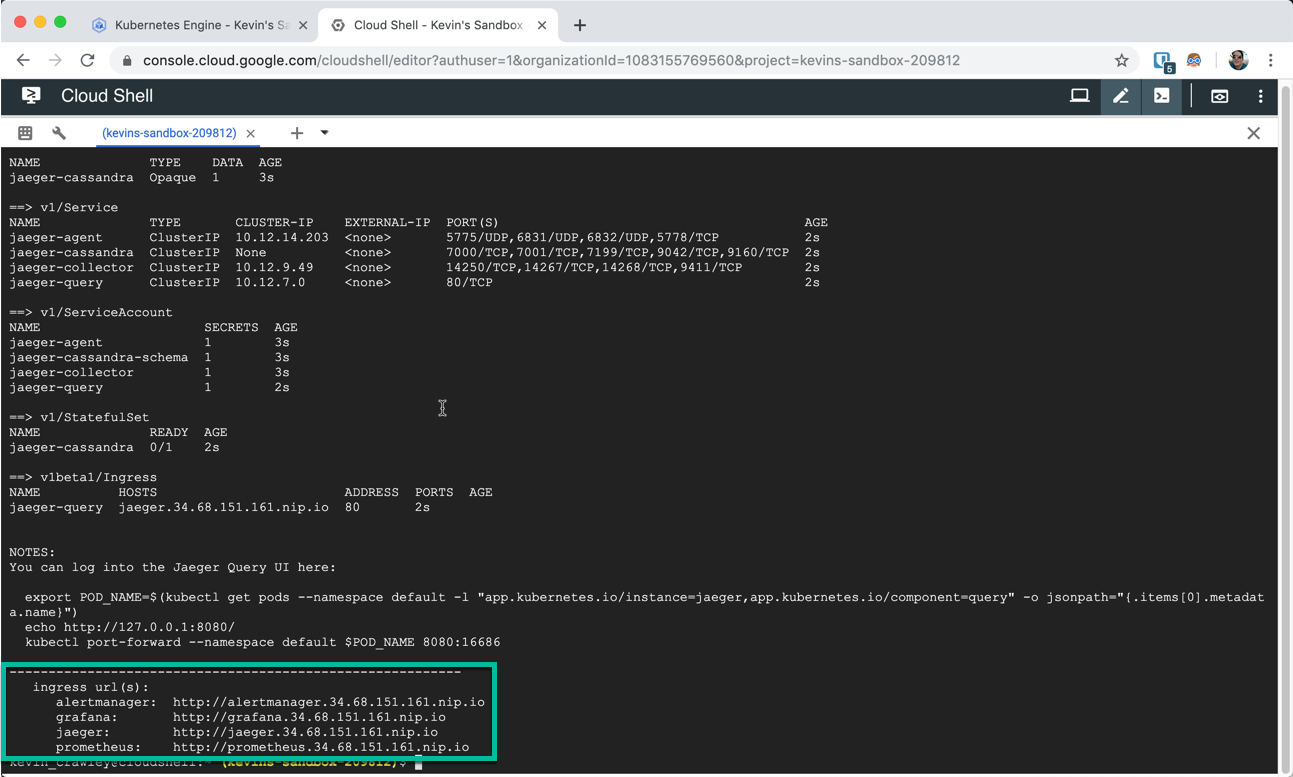 Kubernetes Engine - Kevin's Sa
Cloud Shell - Kevin's Sandbox
console.cloud.google.com/cloudshell/editor?authuser=1&organizationId=1083155769560&project=kevins-sandbox-209812
5
Cloud Shell
(kevins-sandbox-209812)
NAME TYPE DATA AGE
jaeger-cassandra Opaque 1 3s
==> v1/Service
NAME TYPE CLUSTER-IP EXTERNAL-IP PORT(S) AGE
jaeger-agent ClusterIP 10.12.14.203 <none> 5775/UDP,6831/UDP,6832/UDP,5778/TCP 2s
jaeger-cassandra ClusterIP None <none> 7000/TCP,7001/TCP,7199/TCP,9042/TCP,9160/TCP 2s
jaeger-collector ClusterIP 10.12.9.49 <none> 14250/TCP,14267/TCP,14268/TCP,9411/TCP 2s
jaeger-query ClusterIP 10.12.7.0 <none> 80/TCP 2s
==> v1/ServiceAccount
NAME SECRETS AGE
jaeger-agent 1 3s
jaeger-cassandra-schema 1 3s
jaeger-collector 1 3s
jaeger-query 1 2s
==> v1/StatefulSet
NAME READY AGE
jaeger-cassandra 0/1 2s
==> v1beta1/Ingress
NAME HOSTS ADDRESS PORTS AGE
jaeger-query jaeger.34.68.151.161.nip.io 80 2s
NOTES:
You can log into the Jaeger Query UI here:
export POD_NAME=$(kubectl get pods --namespace default -l "app.kubernetes.io/instance=jaeger,app.kubernetes.io/component=query" -o jsonpath="{.items[0].metadat
a.name}")
echo http://127.0.0.1:8080/
kubectl port-forward --namespace default $POD_NAME 8080:16686
----------------------------------------------------------
ingress url(s):
alertmanager: http://alertmanager.34.68.151.161.nip.io
grafana: http://grafana.34.68.151.161.nip.io
jaeger: http://jaeger.34.68.151.161.nip.io
prometheus: http://prometheus.34.68.151.161.nip.io
kevin_crawley@cloudshell:~ (kevins-sandbox-209812)$